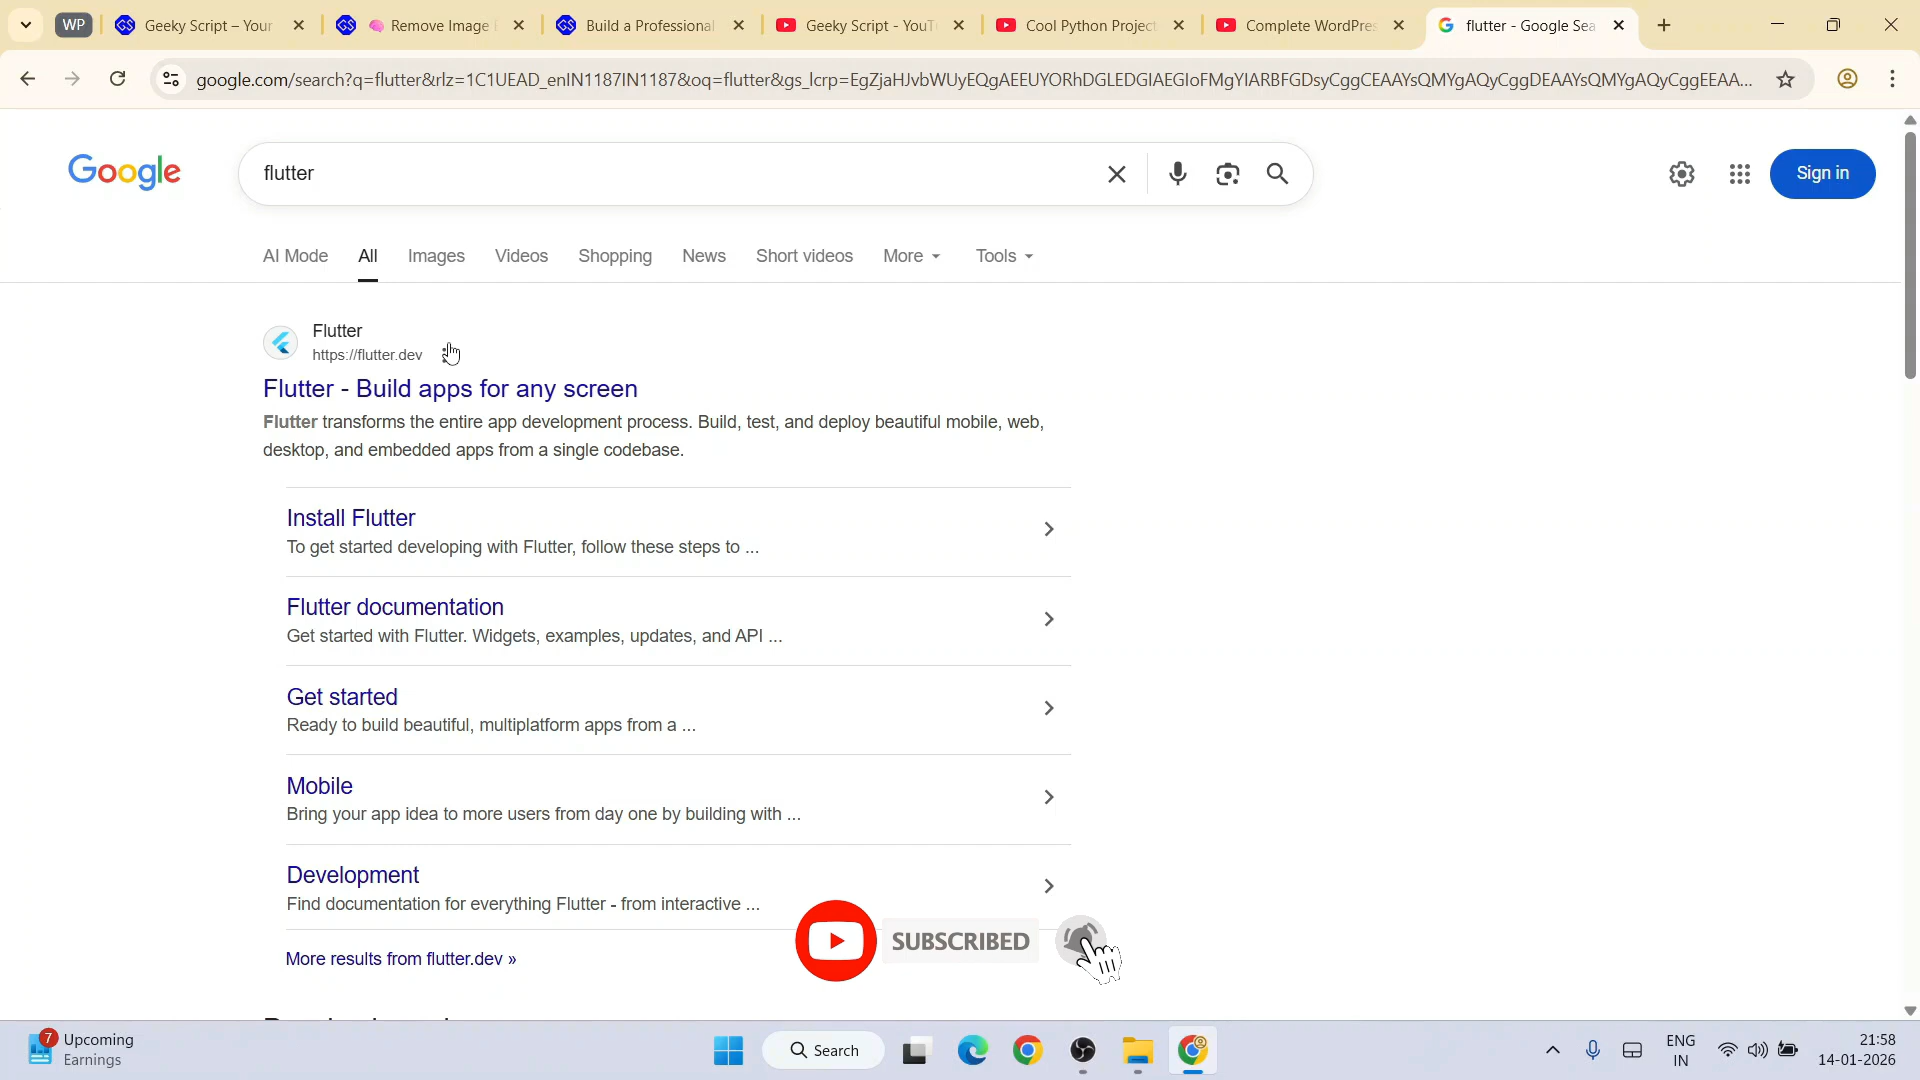 WP
Geeky Script – Your
Remove Image
Build a Professional
Geeky Script - YouT
Cool Python Project
Complete WordPres
flutter - Google Sea
google.com/search?q=flutter&rlz=1C1UEAD_enIN1187IN1187&oq=flutter&gs_lcrp=EgZjaHJvbWUyEQgAEEUYORhDGLEDGIAEGIoFMgYIARBFGDsyCggCEAAYsQMYgAQyCggDEAAYsQMYgAQyCggEEAA...
Google
flutter
Sign in
AI Mode
All
Images
Videos
Shopping
News
Short videos
More
Tools
Flutter
https://flutter.dev
Flutter - Build apps for any screen
Flutter transforms the entire app development process. Build, test, and deploy beautiful mobile, web,
desktop, and embedded apps from a single codebase.
Install Flutter
To get started developing with Flutter, follow these steps to ...
Flutter documentation
Get started with Flutter. Widgets, examples, updates, and API ...
Get started
Ready to build beautiful, multiplatform apps from a ...
Mobile
Bring your app idea to more users from day one by building with ...
Development
Find documentation for everything Flutter - from interactive ...
More results from flutter.dev »
SUBSCRIBED
7
Upcoming
Earnings
Search
ENG
IN
21:58
14-01-2026